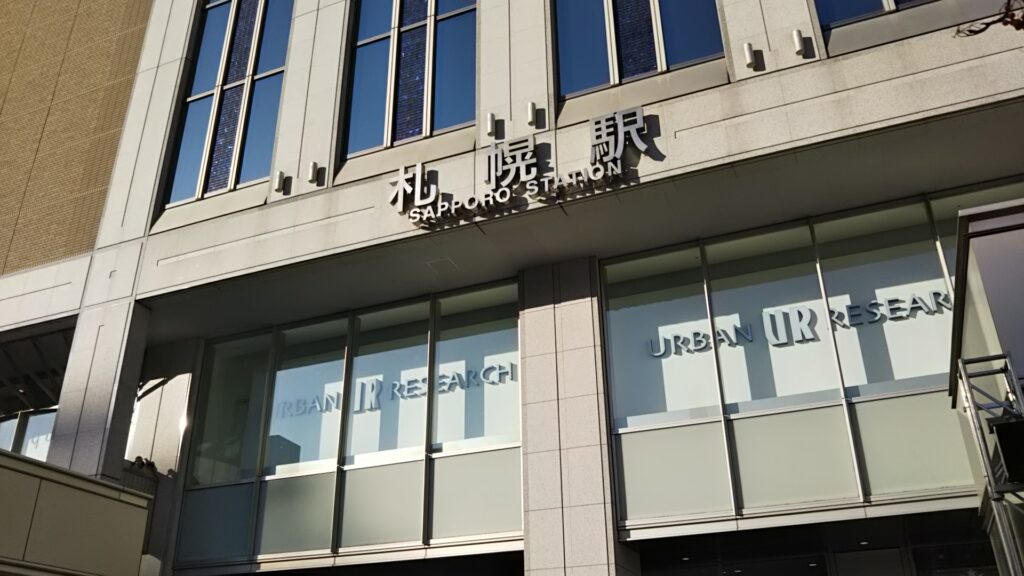 札幌駅
SAPPORO STATION
URBAN UR RESEARCH
URBAN UR RESEARCH